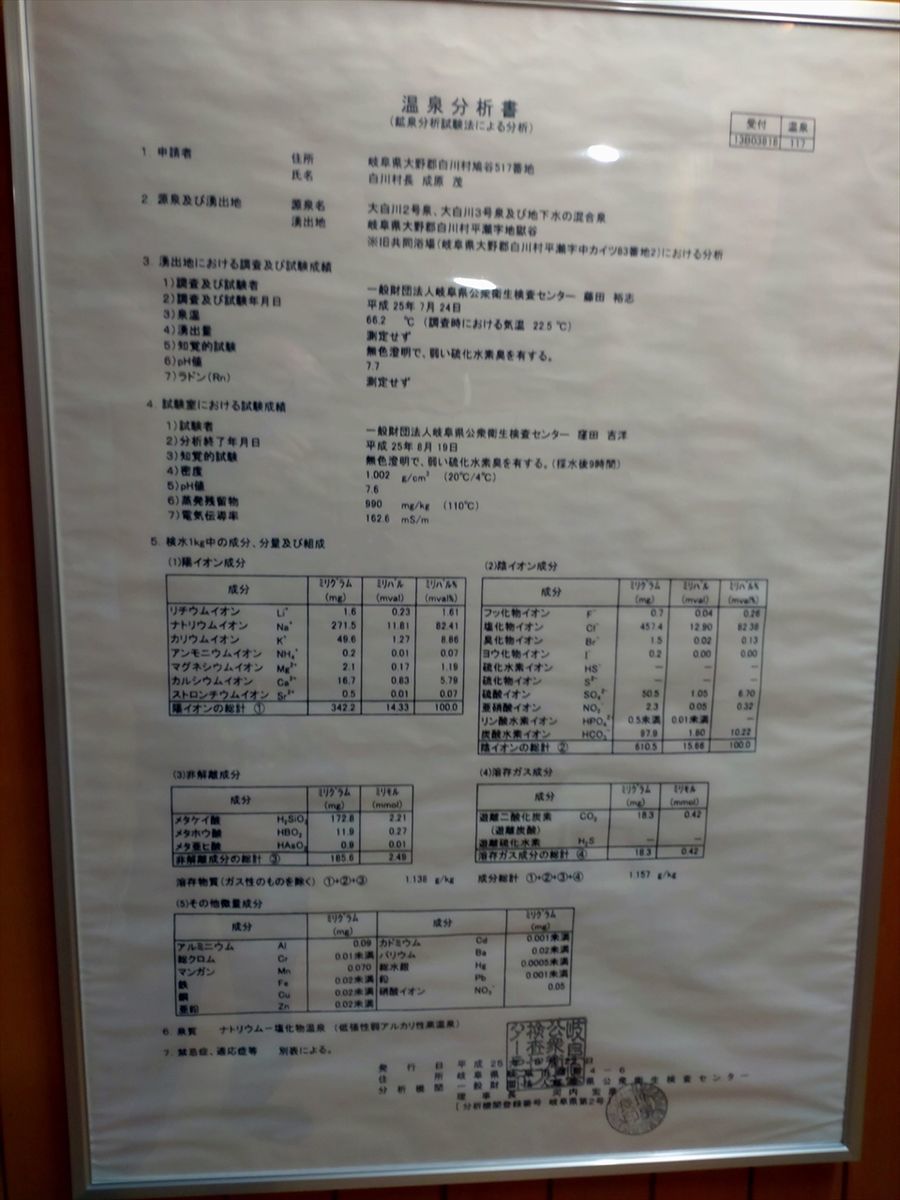 温泉分析書
(鉱泉分析試験法による分析)
受付 温泉
13B03818 117
1. 申請者 住所 岐阜県大野郡白川村鳩谷517番地
氏名 白川村長 成原 茂
2. 源泉及び湧出地 源泉名 大白川2号泉、大白川3号泉及び地下水の混合泉
湧出地 岐阜県大野郡白川村平瀬字地獄谷
※旧共同浴場(岐阜県大野郡白川村平瀬字中カイツ83番地2)における分析
3. 湧出地における調査及び試験成績
1)調査及び試験者 一般財団法人岐阜県公衆衛生検査センター 藤田 裕志
2)調査及び試験年月日 平成 25年 7月 24日
3)泉温 66.2 ℃ (調査時における気温 22.5 ℃)
4)湧出量 測定せず
5)知覚的試験 無色澄明で、弱い硫化水素臭を有する。
6)pH値 7.7
7)ラドン(Rn) 測定せず
4. 試験室における試験成績
1)試験者 一般財団法人岐阜県公衆衛生検査センター 窪田 吉洋
2)分析終了年月日 平成 25年 8月 19日
3)知覚的試験 無色澄明で、弱い硫化水素臭を有する。(採水後9時間)
4)密度 1.002 g/cm³ (20℃/4℃)
5)pH値 7.6
6)蒸発残留物 990 mg/kg (110℃)
7)電気伝導率 162.6 mS/m
5. 検水1kg中の成分、分量及び組成
(1)陽イオン成分
成分 ミリグラム(mg) ミリバル(mval) ミリバル%(mval%)
リチウムイオン Li⁺ 1.6 0.23 1.61
ナトリウムイオン Na⁺ 271.5 11.81 82.41
カリウムイオン K⁺ 49.6 1.27 8.86
アンモニウムイオン NH₄⁺ 0.2 0.01 0.07
マグネシウムイオン Mg²⁺ 2.1 0.17 1.19
カルシウムイオン Ca²⁺ 16.7 0.83 5.79
ストロンチウムイオン Sr²⁺ 0.5 0.01 0.07
陽イオンの総計 ① 342.2 14.33 100.0
(2)陰イオン成分
成分 ミリグラム(mg) ミリバル(mval) ミリバル%(mval%)
フッ化物イオン F⁻ 0.7 0.04 0.26
塩化物イオン Cl⁻ 457.4 12.90 82.38
臭化物イオン Br⁻ 1.5 0.02 0.13
ヨウ化物イオン I⁻ 0.2 0.00 0.00
硫化水素イオン HS⁻ — — —
硫化物イオン S²⁻ — — —
硫酸イオン SO₄²⁻ 50.5 1.05 6.70
亜硝酸イオン NO₂⁻ 2.3 0.05 0.32
リン酸水素イオン HPO₄²⁻ 0.5未満 0.01未満 —
炭酸水素イオン HCO₃⁻ 97.9 1.60 10.22
陰イオンの総計 ② 610.5 15.66 100.0
(3)非解離成分
成分 ミリグラム(mg) ミリモル(mmol)
メタケイ酸 H₂SiO₃ 172.8 2.21
メタホウ酸 HBO₂ 11.9 0.27
メタ亜ヒ酸 HAsO₂ 0.9 0.01
非解離成分の総計 ③ 185.6 2.49
(4)溶存ガス成分
成分 ミリグラム(mg) ミリモル(mmol)
遊離二酸化炭素 CO₂ 18.3 0.42
(遊離炭酸)
遊離硫化水素 H₂S — —
溶存ガス成分の総計 ④ 18.3 0.42
溶存物質(ガス性のものを除く) ①+②+③ 1.138 g/kg
成分総計 ①+②+③+④ 1.157 g/kg
(5)その他微量成分
成分 ミリグラム(mg) 成分 ミリグラム(mg)
アルミニウム Al 0.09 カドミウム Cd 0.001未満
総クロム Cr 0.01未満 バリウム Ba 0.02未満
マンガン Mn 0.070 総水銀 Hg 0.0005未満
鉄 Fe 0.02未満 鉛 Pb 0.001未満
銅 Cu 0.02未満 硝酸イオン NO₃⁻ 0.05
亜鉛 Zn 0.02未満
6. 泉質 ナトリウム−塩化物温泉 (低張性弱アルカリ性高温泉)
7. 禁忌症、適応症等 別表による。
発行日 平成25年
住所 岐阜県 4-6
分析機関 一般財団法人 岐阜県公衆衛生検査センター
理事長 河内
[分析機関登録番号 岐阜県第2号]